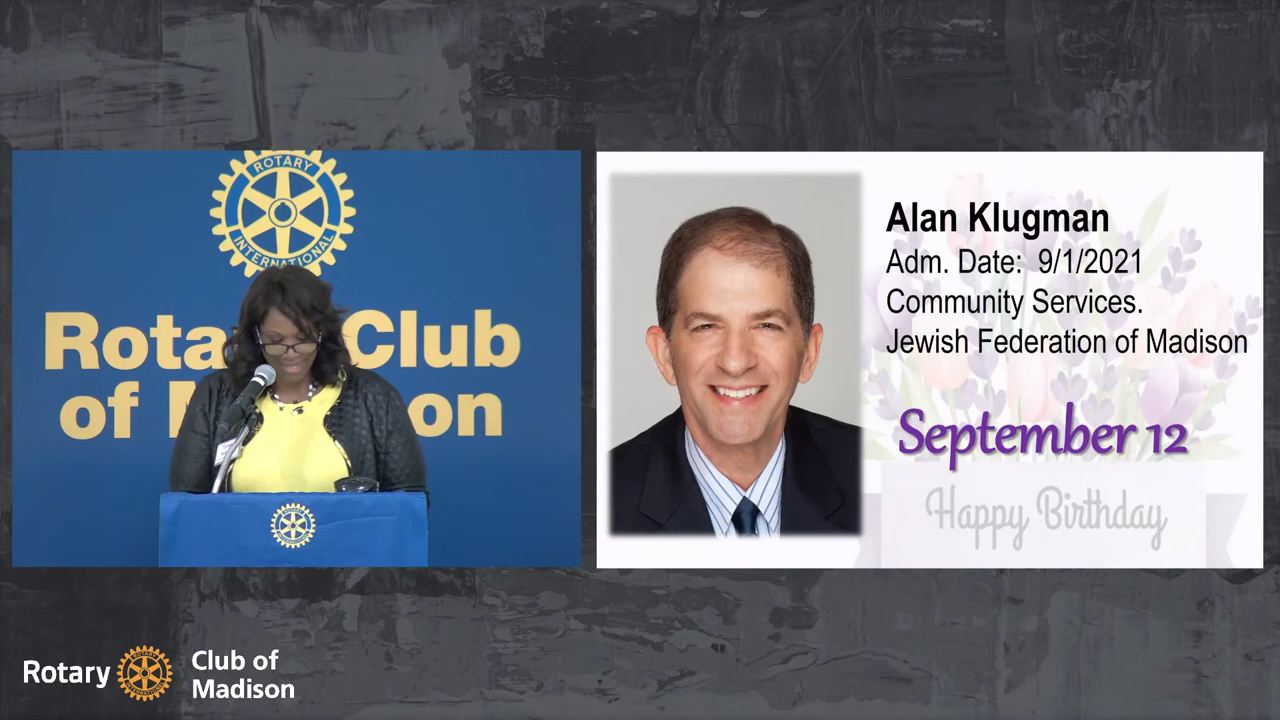 ROTARY
INTERNATIONAL
Rota Club
of M on
Alan Klugman
Adm. Date: 9/1/2021
Community Services.
Jewish Federation of Madison
September 12
Happy Birthday
Rotary
Club of
Madison